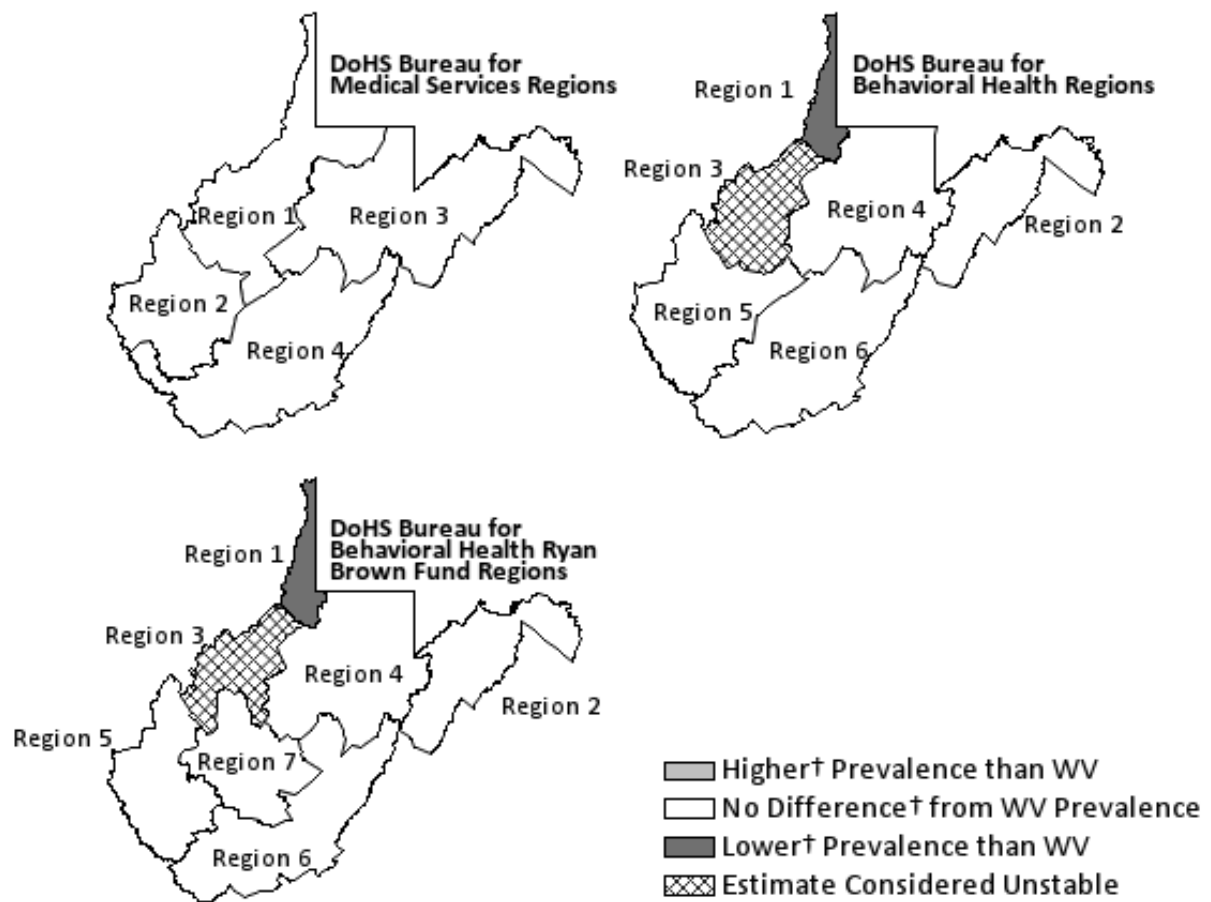 DoHS Bureau for
Medical Services Regions
Region 1
Region 3
Region 2
Region 4
DoHS Bureau for
Behavioral Health Regions
Region 1
Region 3
Region 4
Region 2
Region 5
Region 6
DoHS Bureau for
Behavioral Health Ryan
Brown Fund Regions
Region 1
Region 3
Region 4
Region 2
Region 5
Region 7
Region 6
Higher† Prevalence than WV
No Difference† from WV Prevalence
Lower† Prevalence than WV
Estimate Considered Unstable